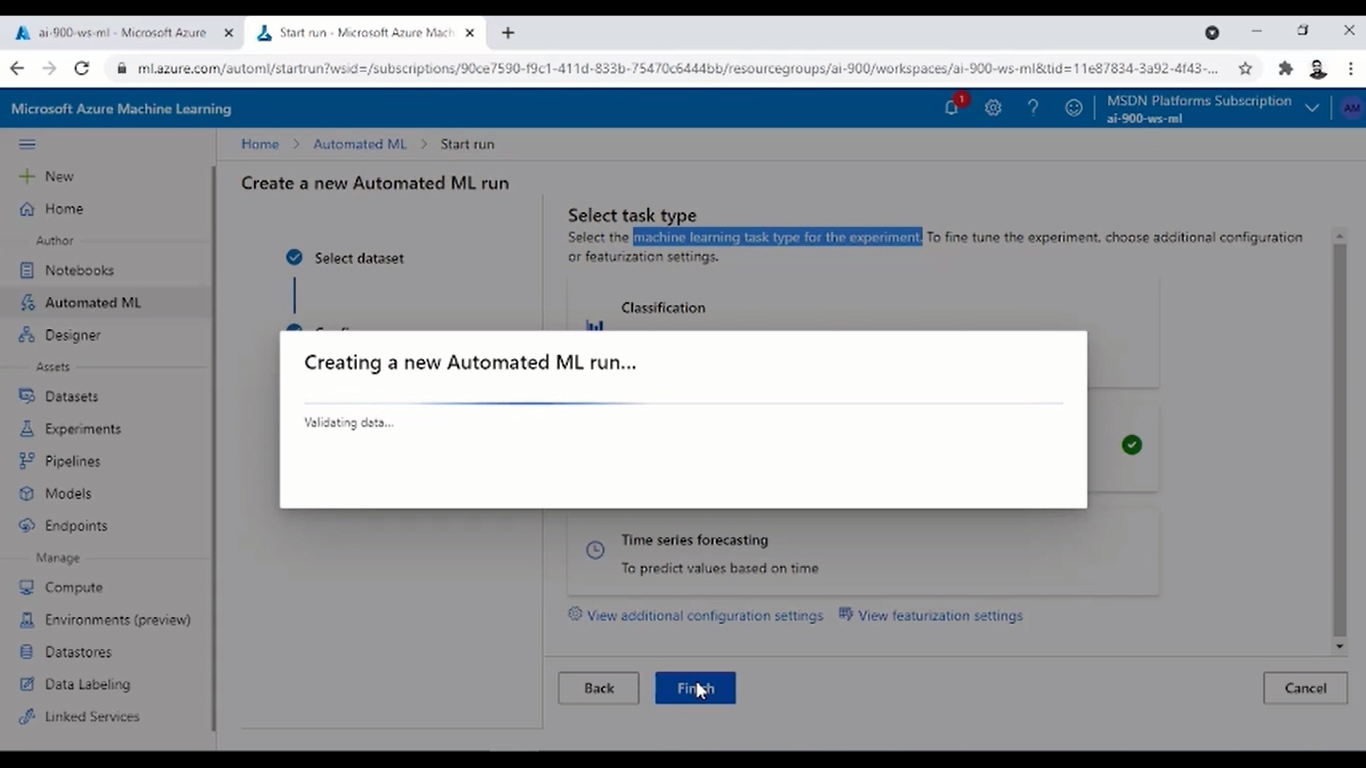 ai-900-ws-ml - Microsoft Azure
Start run - Microsoft Azure Mach
ml.azure.com/automl/startrun?wsid=/subscriptions/90ce7590-f9c1-411d-833b-75470c6444bb/resourcegroups/ai-900/workspaces/ai-900-ws-ml&tid=11e87834-3a92-4f43-...
Microsoft Azure Machine Learning
1
MSDN Platforms Subscription
ai-900-ws-ml
AM
Home > Automated ML > Start run
New
Home
Author
Notebooks
Automated ML
Designer
Assets
Datasets
Experiments
Pipelines
Models
Endpoints
Manage
Compute
Environments (preview)
Datastores
Data Labeling
Linked Services
Create a new Automated ML run
Select dataset
Select task type
Select the machine learning task type for the experiment. To fine tune the experiment, choose additional configuration
or featurization settings.
Classification
Creating a new Automated ML run...
Validating data...
Time series forecasting
To predict values based on time
View additional configuration settings
View featurization settings
Back
Finish
Cancel